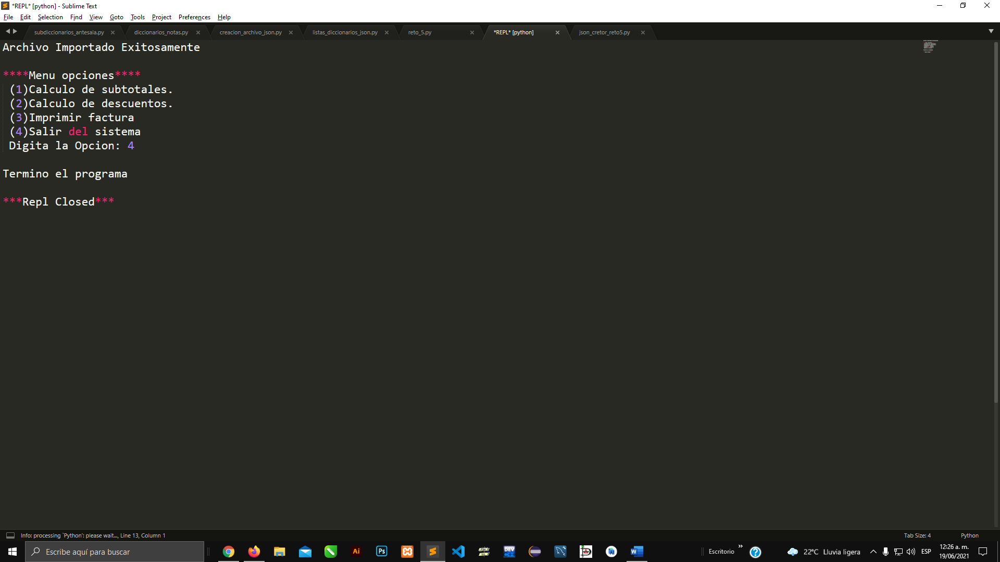 *REPL* [python] - Sublime Text
File Edit Selection Find View Goto Tools Project Preferences Help
subdiccionarios_antesala.py diccionarios_notas.py creacion_archivo_json.py listas_diccionarios_json.py reto_5.py *REPL* [python] json_cretor_reto5.py
Archivo Importado Exitosamente
****Menu opciones****
(1)Calculo de subtotales.
(2)Calculo de descuentos.
(3)Imprimir factura
(4)Salir del sistema
Digita la Opcion: 4
Termino el programa
***Repl Closed***
Info: processing `Python': please wait..., Line 13, Column 1 Tab Size: 4 Python
Escribe aquí para buscar Ai Ps DEV W Escritorio » 22°C Lluvia ligera ESP 12:26 a. m.
19/06/2021